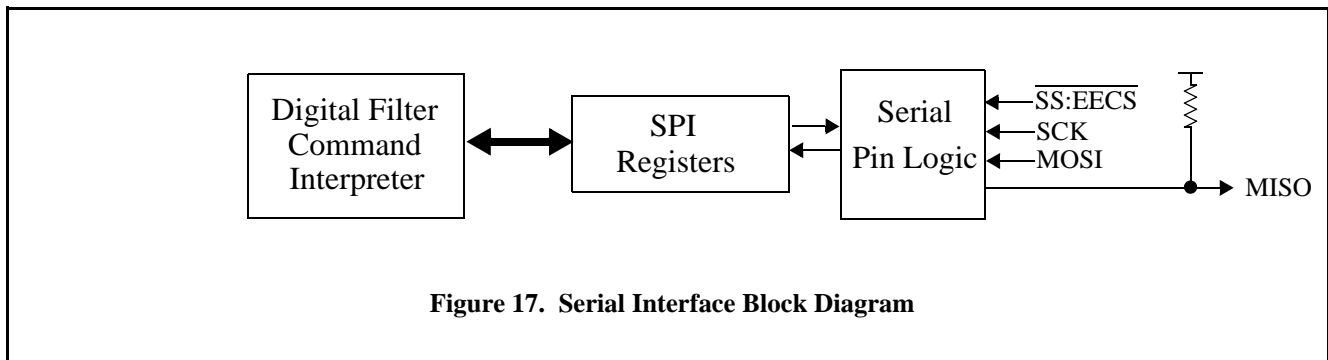 Digital Filter
Command
Interpreter
SPI
Registers
Serial
Pin Logic
SS:EECS
SCK
MOSI
MISO
Figure 17. Serial Interface Block Diagram